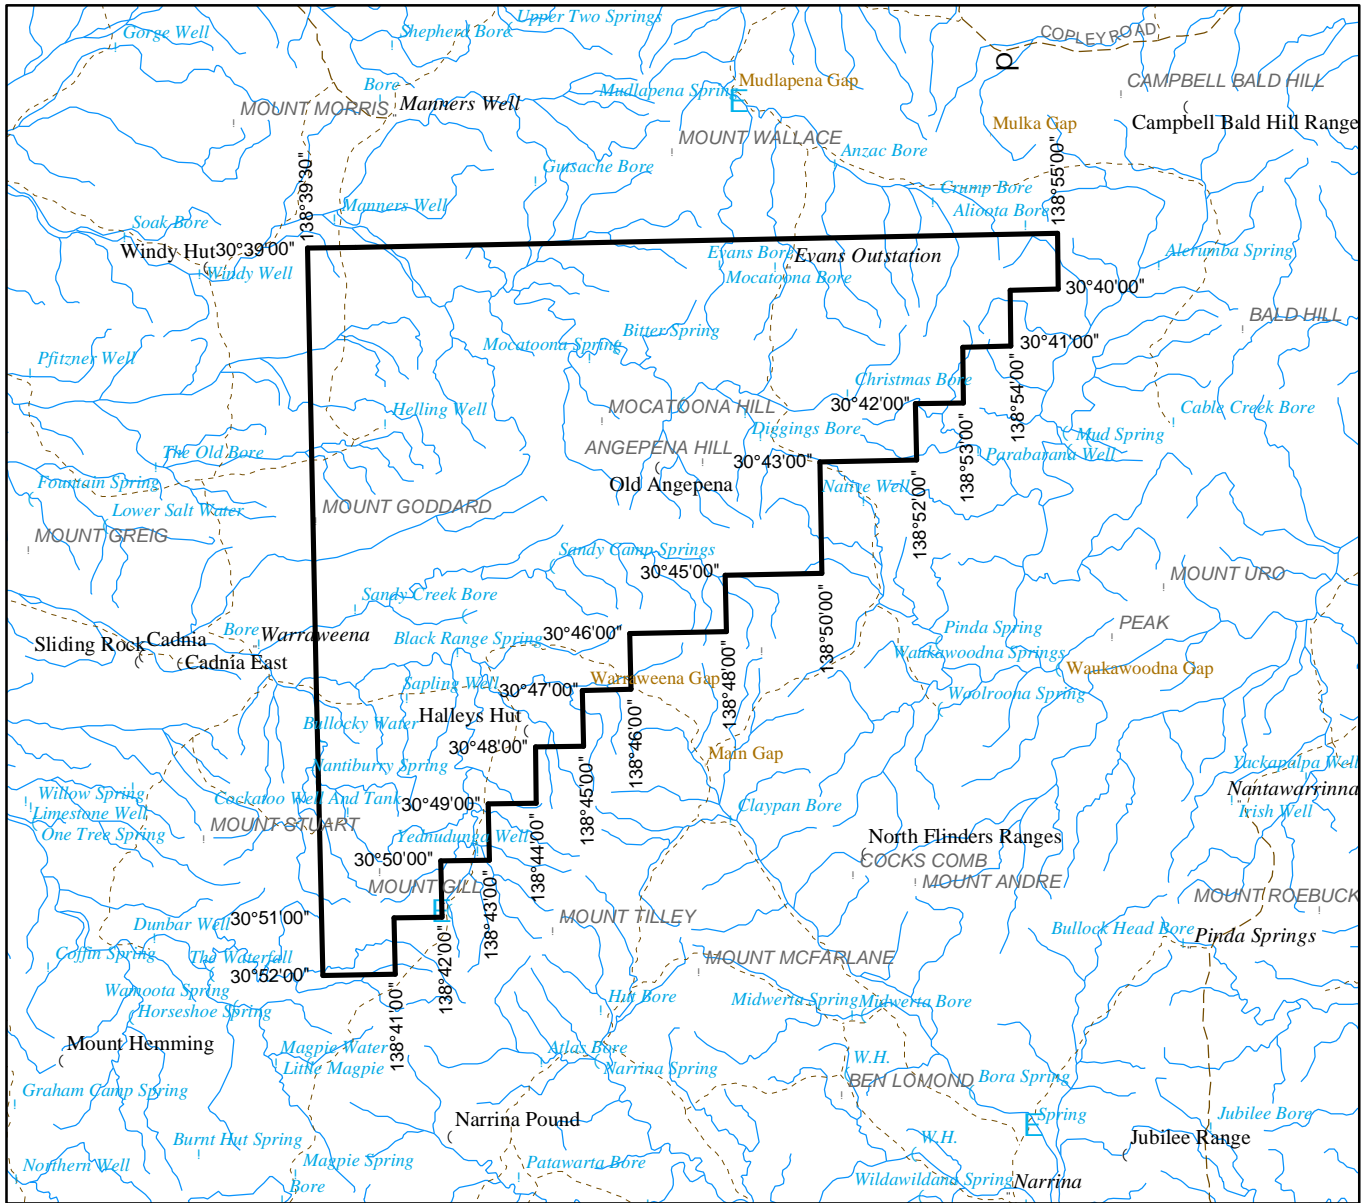 Upper Two Springs
Gorge Well
Shepherd Bore
COPLEY ROAD
p
Bore
Mudlapena Gap
CAMPBELL BALD HILL
Mudlapena Spring
E
MOUNT MORRIS
Manners Well
Mulka Gap
Campbell Bald Hill Range
MOUNT WALLACE
Anzac Bore
Gutsache Bore
138°39'30"
138°55'00"
Crump Bore
Manners Well
Alioota Bore
Soak Bore
Windy Hut
30°39'00"
Evans Bore
Evans Outstation
Alerumba Spring
Windy Well
Mocatoona Bore
30°40'00"
BALD HILL
Bitter Spring
30°41'00"
Mocatoona Spring
Pfitzner Well
Christmas Bore
138°54'00"
Helling Well
MOCATOONA HILL
30°42'00"
Cable Creek Bore
Diggings Bore
Mud Spring
138°53'00"
ANGEPENA HILL
The Old Bore
30°43'00"
Parabarana Well
Fountain Spring
Old Angepena
Native Well
138°52'00"
Lower Salt Water
MOUNT GODDARD
MOUNT GREIG
Sandy Camp Springs
30°45'00"
MOUNT URO
Sandy Creek Bore
138°50'00"
PEAK
Bore
Warraweena
Black Range Spring
30°46'00"
Pinda Spring
Sliding Rock
Cadnia
Cadnia East
Waukawoodna Springs
Waukawoodna Gap
138°48'00"
Warraweena Gap
Sapling Well
30°47'00"
Woolroona Spring
Bullocky Water
Halleys Hut
138°46'00"
30°48'00"
Main Gap
Nantiburry Spring
Yackapalpa Well
138°45'00"
Willow Spring
Cockatoo Well And Tank
30°49'00"
Claypan Bore
Nantawarrinna
Limestone Well
Irish Well
MOUNT STUART
One Tree Spring
Yeanudunga Well
138°44'00"
North Flinders Ranges
30°50'00"
COCKS COMB
MOUNT GILL
MOUNT ANDRE
138°43'00"
MOUNT ROEBUCK
E
Dunbar Well
30°51'00"
MOUNT TILLEY
Bullock Head Bore
Pinda Springs
138°42'00"
Coffin Spring
The Waterfall
MOUNT MCFARLANE
30°52'00"
Wamoota Spring
Hut Bore
Midwerta Spring
Midwerta Bore
Horseshoe Spring
138°41'00"
Mount Hemming
Magpie Water
Atlas Bore
W.H.
Little Magpie
Narrina Spring
Bora Spring
BEN LOMOND
Graham Camp Spring
Narrina Pound
Spring
E
Jubilee Bore
Burnt Hut Spring
W.H.
Jubilee Range
Northern Well
Magpie Spring
Patawarta Bore
Wildawildand Spring
Narrina
Bore